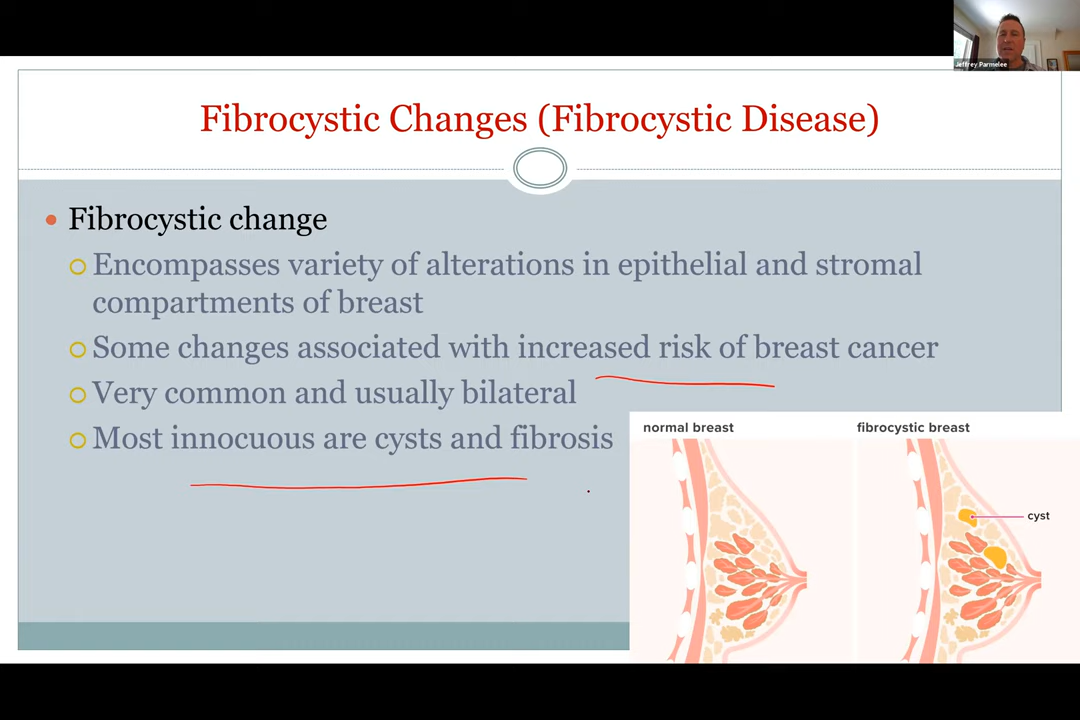 Jeffrey Parmelee
Fibrocystic Changes (Fibrocystic Disease)
Fibrocystic change
Encompasses variety of alterations in epithelial and stromal
compartments of breast
Some changes associated with increased risk of breast cancer
Very common and usually bilateral
Most innocuous are cysts and fibrosis
normal breast
fibrocystic breast
cyst